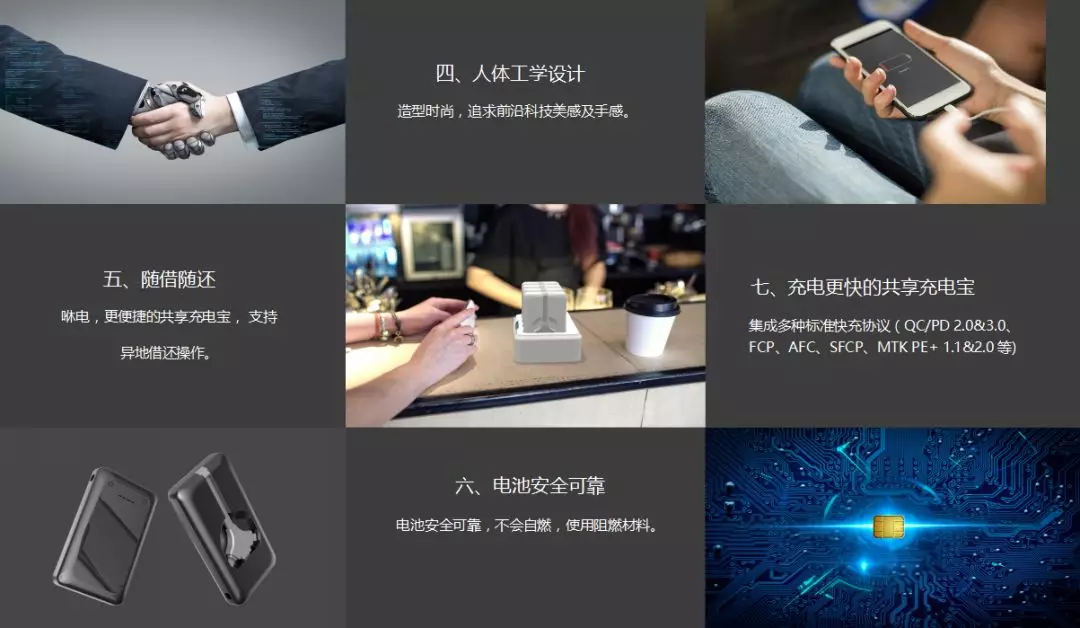 四、人体工学设计
造型时尚，追求前沿科技美感及手感。
五、随借随还
咻电，更便捷的共享充电宝， 支持
异地借还操作。
七、充电更快的共享充电宝
集成多种标准快充协议（ QC/PD 2.0&3.0、
FCP、AFC、SFCP、MTK PE+ 1.1&2.0 等)
六、电池安全可靠
电池安全可靠，不会自燃，使用阻燃材料。